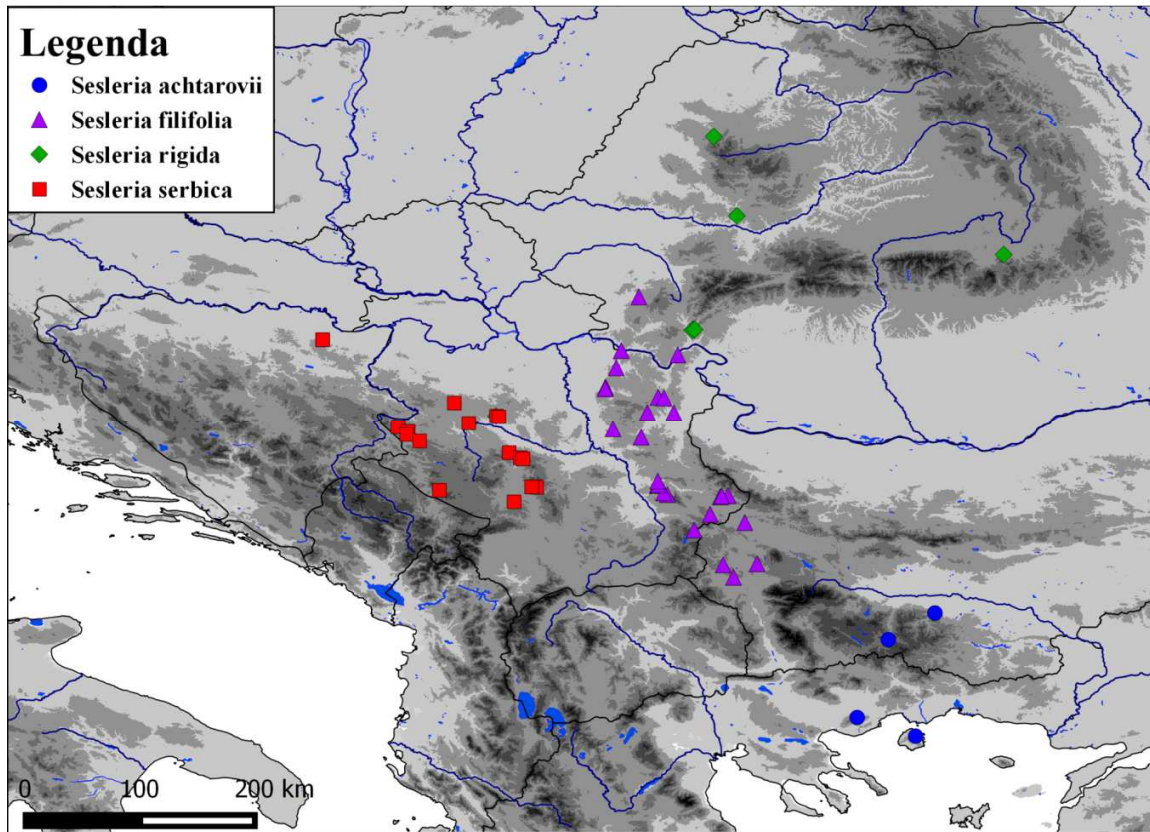 Legenda
Sesleria achtarovii
Sesleria filifolia
Sesleria rigida
Sesleria serbica
0 100 200 km